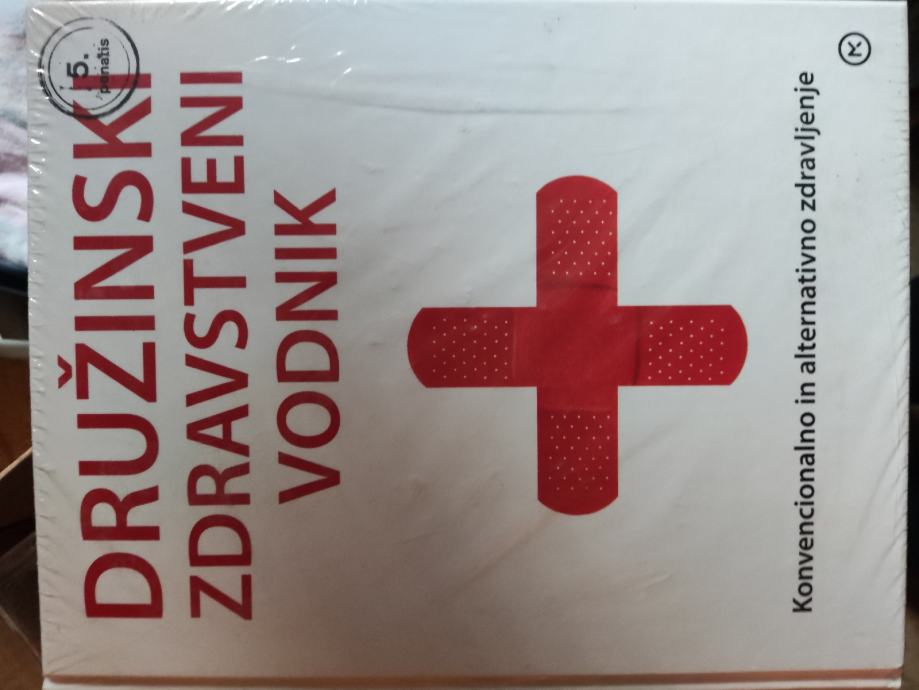 5.
ponatis
DRUŽINSKI
ZDRAVSTVENI
VODNIK
Konvencionalno in alternativno zdravljenje